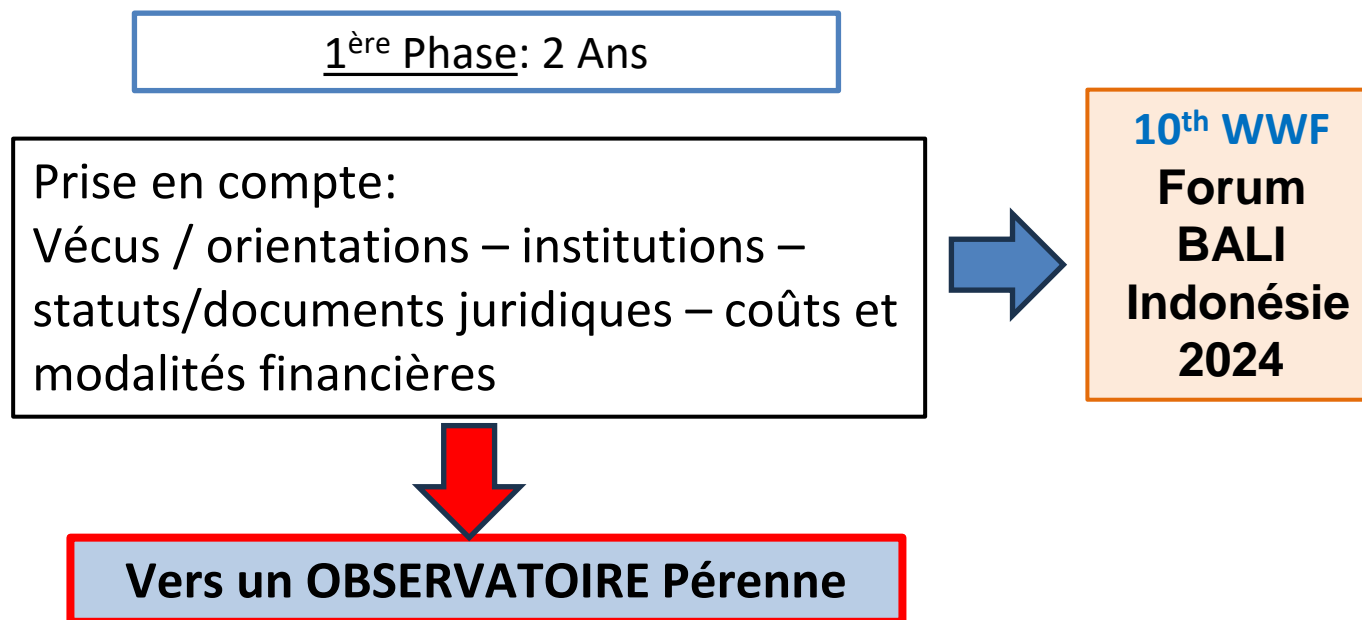 1ère Phase: 2 Ans
Prise en compte:
Vécus / orientations – institutions –
statuts/documents juridiques – coûts et
modalités financières
10th WWF
Forum
BALI
Indonésie
2024
Vers un OBSERVATOIRE Pérenne